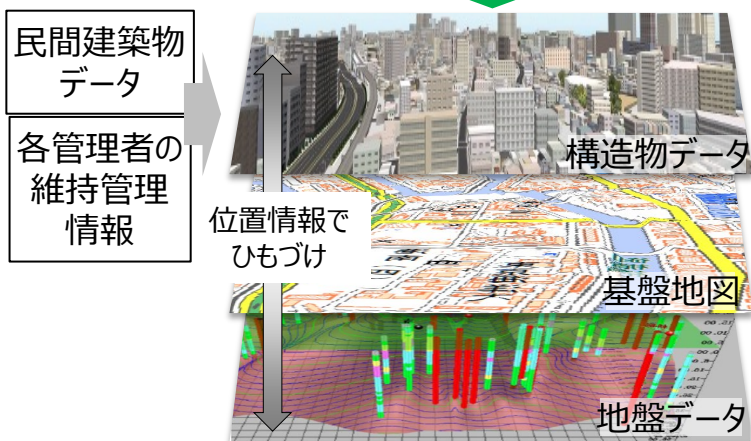 民間建築物
データ
各管理者の
維持管理
情報
構造物データ
位置情報で
ひもづけ
基盤地図
地盤データ